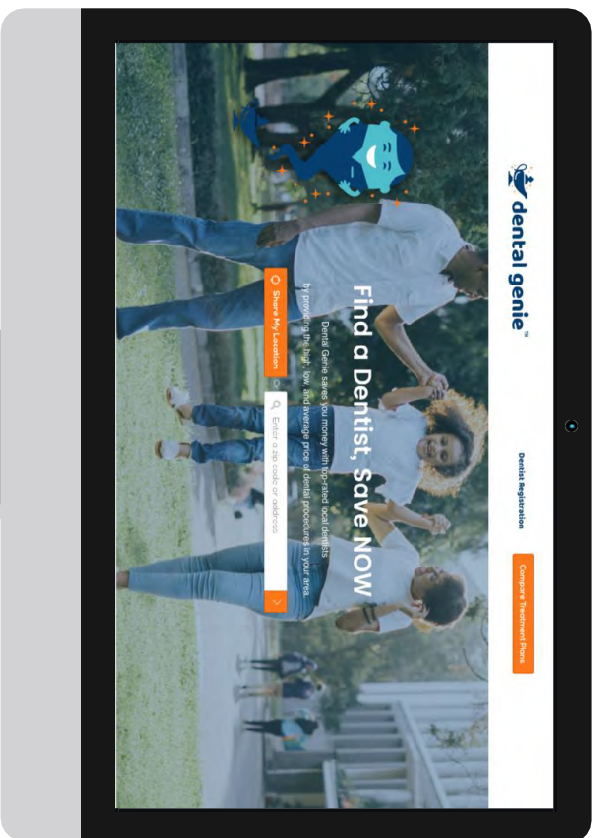 dental genie™
Dentist Registration
Compare Treatment Plans
Find a Dentist, Save NOW
Dental Genie saves you money with top-rated local dentists
by providing the high, low, and average price of dental procedures in your area.
Share My Location
Or
Enter a zip code or address